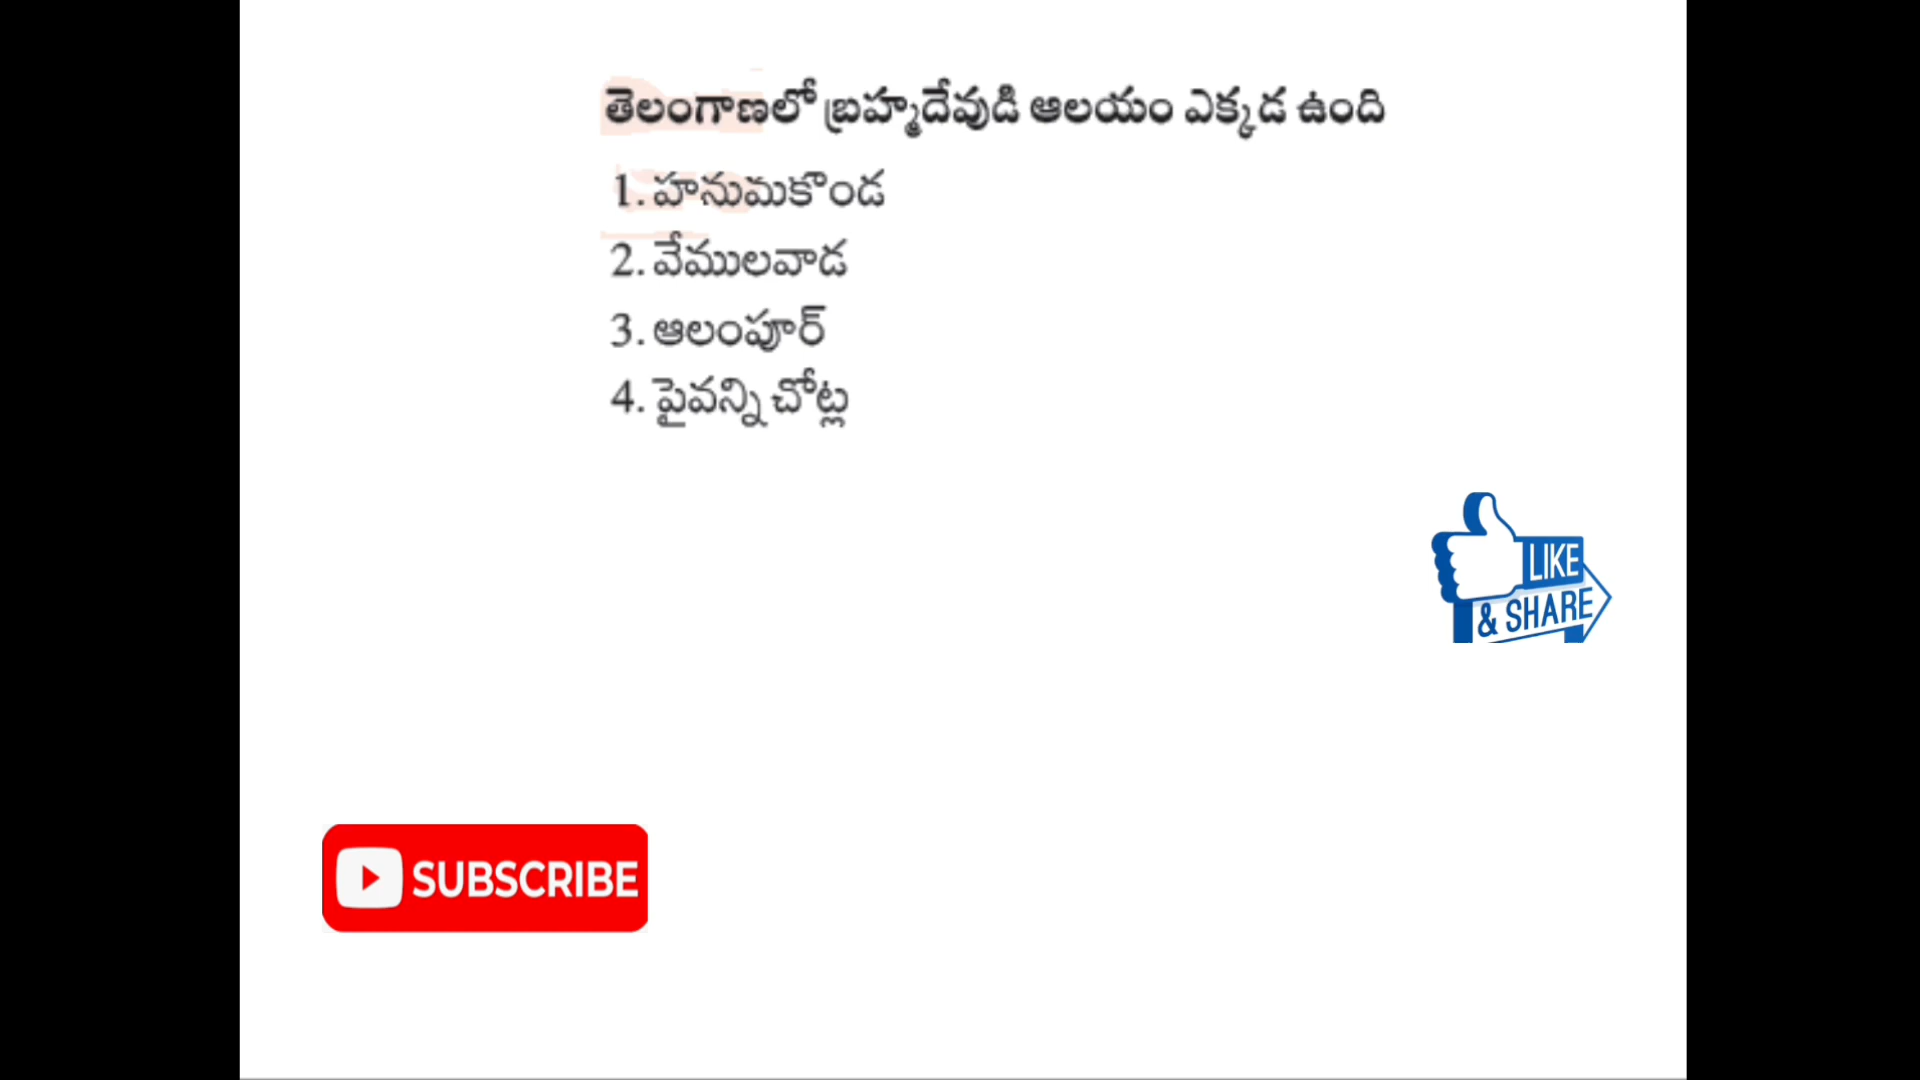 తెలంగాణలో బ్రహ్మదేవుడి ఆలయం ఎక్కడ ఉంది
1. హనుమకొండ
2. వేములవాడ
3. ఆలంపూర్
4. పైవన్ని చోట్ల
LIKE
& SHARE
SUBSCRIBE